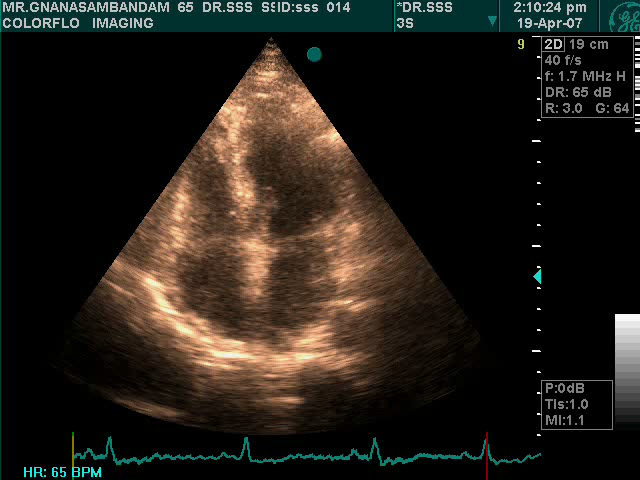 MR.GNANASAMBANDAM 65 DR.SSS SSID:sss 014
COLORFLO IMAGING
*DR.SSS
3S
2:10:24 pm
19-Apr-07
9
2D 19 cm
40 f/s
f: 1.7 MHz H
DR: 65 dB
R: 3.0 G: 64
P:0dB
TIs:1.0
MI:1.1
HR: 65 BPM